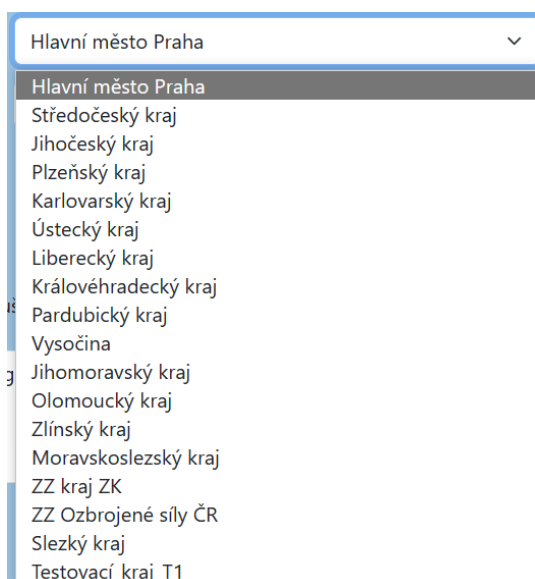 Hlavní město Praha
Hlavní město Praha
Středočeský kraj
Jihočeský kraj
Plzeňský kraj
Karlovarský kraj
Ústecký kraj
Liberecký kraj
Královéhradecký kraj
Pardubický kraj
Vysočina
Jihomoravský kraj
Olomoucký kraj
Zlínský kraj
Moravskoslezský kraj
ZZ kraj ZK
ZZ Ozbrojené síly ČR
Slezký kraj
Testovací kraj T1